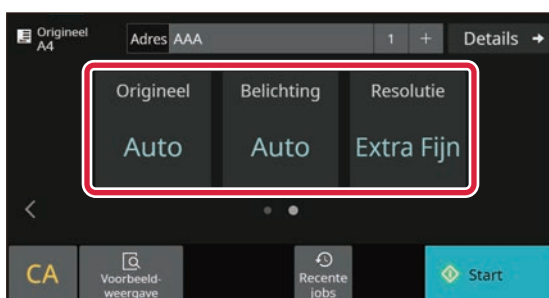 Origineel
A4
Adres AAA 1 + Details →
Origineel Belichting Resolutie
Auto Auto Extra Fijn
CA
Voorbeeld-
weergave
Recente
jobs
Start